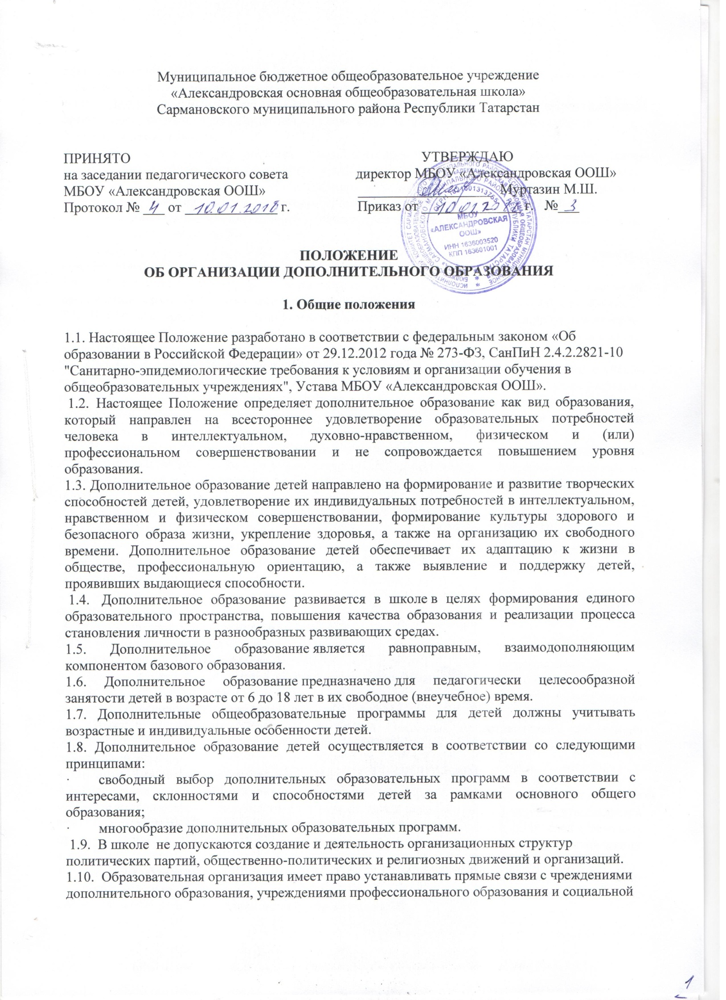 Муниципальное бюджетное общеобразовательное учреждение
«Александровская основная общеобразовательная школа»
Сармановского муниципального района Республики Татарстан
ПРИНЯТО
на заседании педагогического совета
МБОУ «Александровская ООШ»
Протокол № 4 от 10.01.2018 г.
УТВЕРЖДАЮ
директор МБОУ «Александровская ООШ»
Муртазин М.Ш.
Приказ от 10.01.2018 г. № 3
МБОУ
«АЛЕКСАНДРОВСКАЯ
ООШ»
ИНН 1636003520
КПП 163601001
ПОЛОЖЕНИЕ
ОБ ОРГАНИЗАЦИИ ДОПОЛНИТЕЛЬНОГО ОБРАЗОВАНИЯ
1. Общие положения
1.1. Настоящее Положение разработано в соответствии с федеральным законом «Об
образовании в Российской Федерации» от 29.12.2012 года № 273-ФЗ, СанПиН 2.4.2.2821-10
"Санитарно-эпидемиологические требования к условиям и организации обучения в
общеобразовательных учреждениях", Устава МБОУ «Александровская ООШ».
1.2. Настоящее Положение определяет дополнительное образование как вид образования,
который направлен на всестороннее удовлетворение образовательных потребностей
человека в интеллектуальном, духовно-нравственном, физическом и (или)
профессиональном совершенствовании и не сопровождается повышением уровня
образования.
1.3. Дополнительное образование детей направлено на формирование и развитие творческих
способностей детей, удовлетворение их индивидуальных потребностей в интеллектуальном,
нравственном и физическом совершенствовании, формирование культуры здорового и
безопасного образа жизни, укрепление здоровья, а также на организацию их свободного
времени. Дополнительное образование детей обеспечивает их адаптацию к жизни в
обществе, профессиональную ориентацию, а также выявление и поддержку детей,
проявивших выдающиеся способности.
1.4. Дополнительное образование развивается в школе в целях формирования единого
образовательного пространства, повышения качества образования и реализации процесса
становления личности в разнообразных развивающих средах.
1.5. Дополнительное образование является равноправным, взаимодополняющим
компонентом базового образования.
1.6. Дополнительное образование предназначено для педагогически целесообразной
занятости детей в возрасте от 6 до 18 лет в их свободное (внеучебное) время.
1.7. Дополнительные общеобразовательные программы для детей должны учитывать
возрастные и индивидуальные особенности детей.
1.8. Дополнительное образование детей осуществляется в соответствии со следующими
принципами:
· свободный выбор дополнительных образовательных программ в соответствии с
интересами, склонностями и способностями детей за рамками основного общего
образования;
· многообразие дополнительных образовательных программ.
1.9. В школе не допускаются создание и деятельность организационных структур
политических партий, общественно-политических и религиозных движений и организаций.
1.10. Образовательная организация имеет право устанавливать прямые связи с чреждениями
дополнительного образования, учреждениями профессионального образования и социальной
1